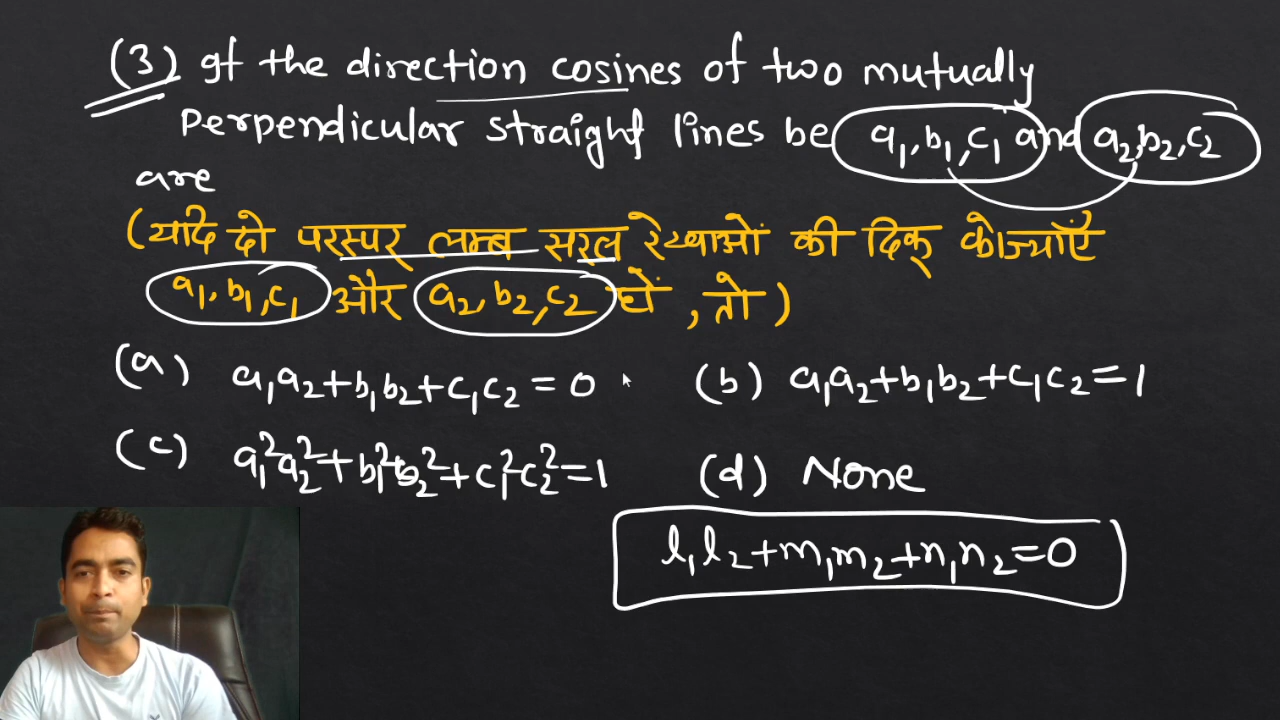 (3) If the direction cosines of two mutually
Perpendicular straight lines be a₁,b₁,c₁ and a₂,b₂,c₂
are
(यदि दो परस्पर लम्ब सरल रेखाओं की दिक् कोज्याएँ
a₁,b₁,c₁ और a₂,b₂,c₂ हों, तो)
(a) a₁a₂+b₁b₂+c₁c₂=0 (b) a₁a₂+b₁b₂+c₁c₂=1
(c) a₁²a₂²+b₁²b₂²+c₁²c₂²=1 (d) None
l₁l₂+m₁m₂+n₁n₂=0